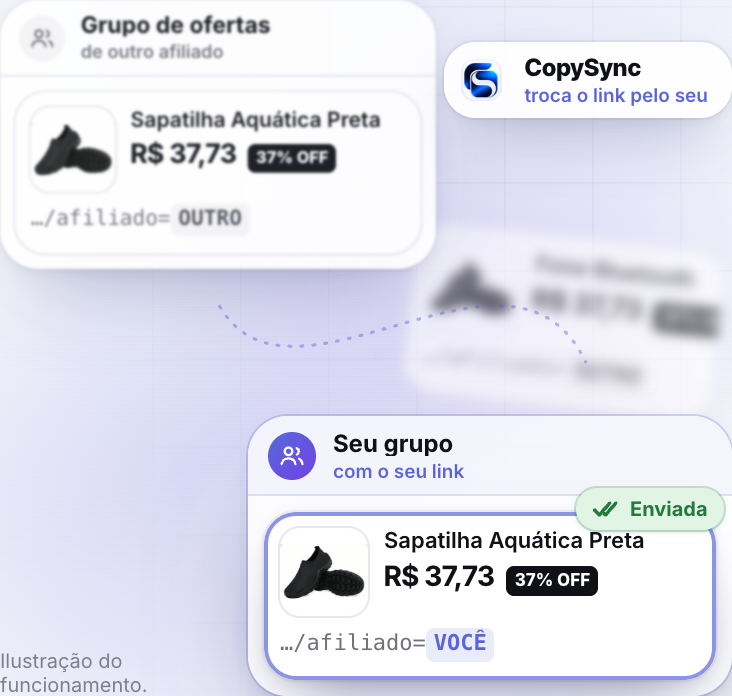 Grupo de ofertas
de outro afiliado
Sapatilha Aquática Preta
R$ 37,73 37% OFF
…/afiliado= OUTRO
CopySync
troca o link pelo seu
R$ 37,73
Seu grupo
com o seu link
Enviada
Sapatilha Aquática Preta
R$ 37,73 37% OFF
…/afiliado= VOCÊ
Ilustração do
funcionamento.